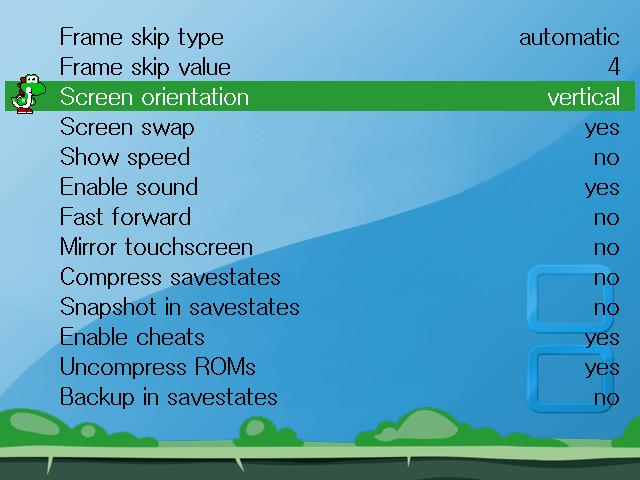 Frame skip type automatic
Frame skip value 4
Screen orientation vertical
Screen swap yes
Show speed no
Enable sound yes
Fast forward no
Mirror touchscreen no
Compress savestates no
Snapshot in savestates no
Enable cheats yes
Uncompress ROMs yes
Backup in savestates no